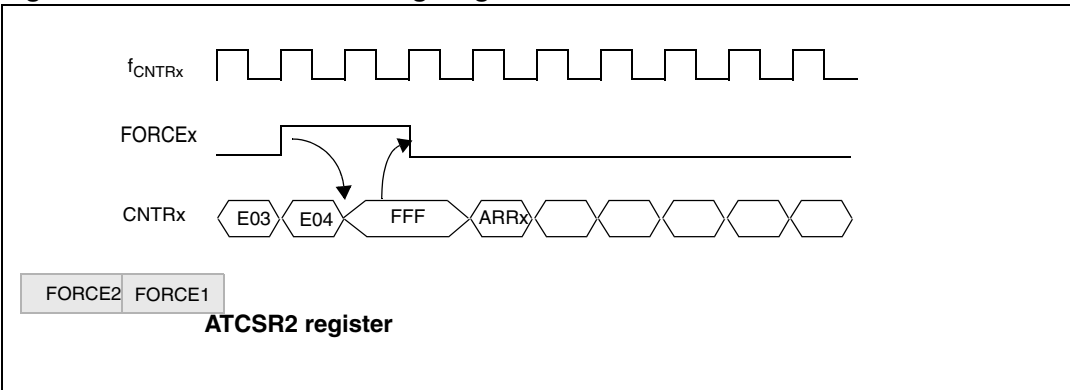 fCNTRx
FORCEx
CNTRx E03 E04 FFF ARRx
FORCE2 FORCE1
ATCSR2 register